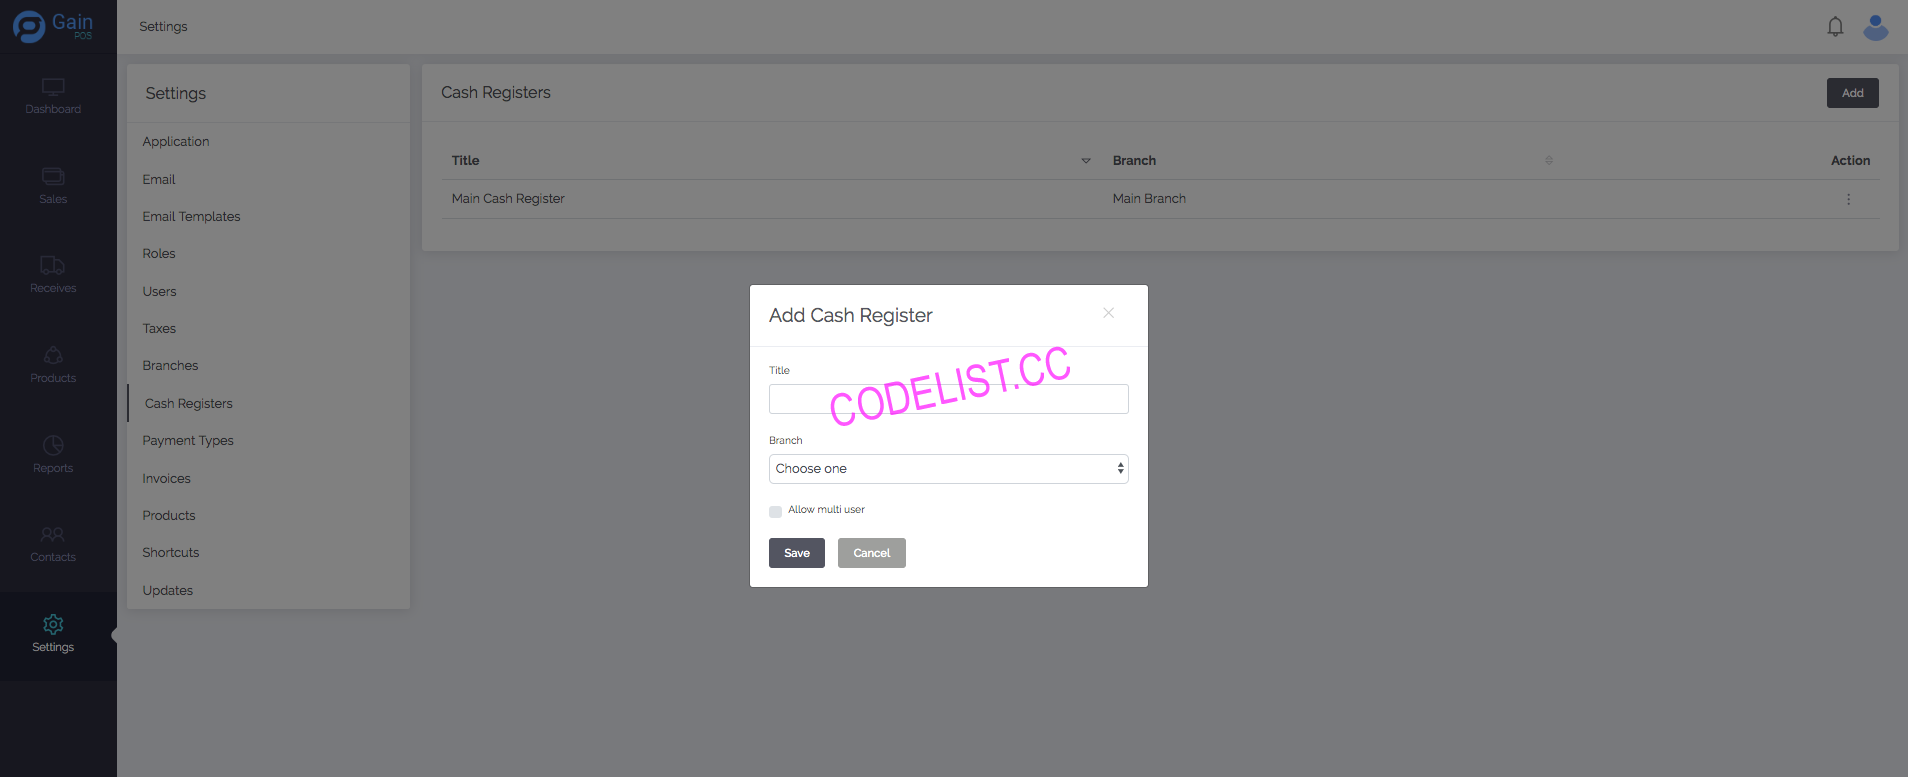 Gain
POS
Settings
Dashboard
Sales
Receives
Products
Reports
Contacts
Settings
Settings
Application
Email
Email Templates
Roles
Users
Taxes
Branches
Cash Registers
Payment Types
Invoices
Products
Shortcuts
Updates
Cash Registers
Add
Title Branch Action
Main Cash Register Main Branch
Add Cash Register
Title
CODELIST.CC
Branch
Choose one
Allow multi user
Save Cancel